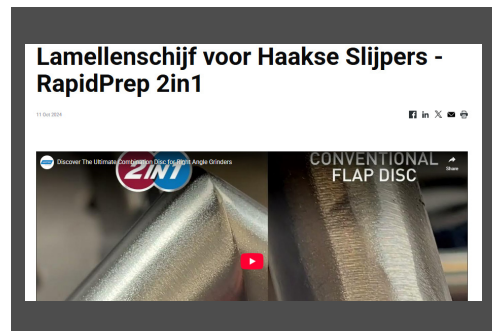 Lamellenschijf voor Haakse Slijpers -
RapidPrep 2in1
11 Oct 2024
Discover The Ultimate Combination Disc for Right Angle Grinders
2IN1
CONVENTIONAL
FLAP DISC
Share